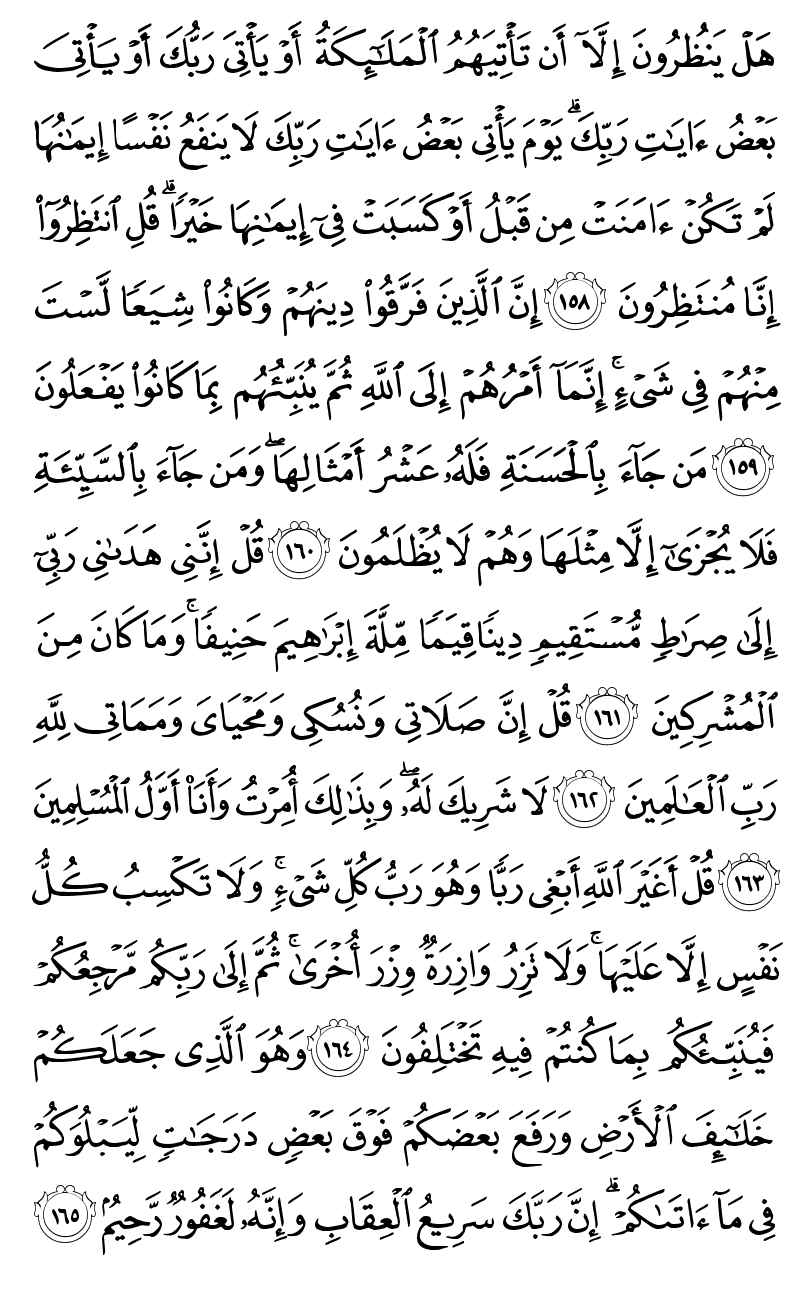 هَلۡ يَنظُرُونَ إِلَّآ أَن تَأۡتِيَهُمُ ٱلۡمَلَـٰٓئِكَةُ أَوۡ يَأۡتِىَ رَبُّكَ أَوۡ يَأۡتِىَ
بَعۡضُ ءَايَـٰتِ رَبِّكَۗ يَوۡمَ يَأۡتِى بَعۡضُ ءَايَـٰتِ رَبِّكَ لَا يَنفَعُ نَفۡسًا إِيمَـٰنُهَا
لَمۡ تَكُنۡ ءَامَنَتۡ مِن قَبۡلُ أَوۡ كَسَبَتۡ فِىٓ إِيمَـٰنِهَا خَيۡرًاۗ قُلِ ٱنتَظِرُوٓاْ
إِنَّا مُنتَظِرُونَ ١٥٨ إِنَّ ٱلَّذِينَ فَرَّقُواْ دِينَهُمۡ وَكَانُواْ شِيَعًا لَّسۡتَ
مِنۡهُمۡ فِى شَىۡءٍۚ إِنَّمَآ أَمۡرُهُمۡ إِلَى ٱللَّهِ ثُمَّ يُنَبِّئُهُم بِمَا كَانُواْ يَفۡعَلُونَ
١٥٩ مَن جَآءَ بِٱلۡحَسَنَةِ فَلَهُۥ عَشۡرُ أَمۡثَالِهَاۖ وَمَن جَآءَ بِٱلسَّيِّئَةِ
فَلَا يُجۡزَىٰٓ إِلَّا مِثۡلَهَا وَهُمۡ لَا يُظۡلَمُونَ ١٦٠ قُلۡ إِنَّنِى هَدَىٰنِى رَبِّىٓ
إِلَىٰ صِرَٰطٍ مُّسۡتَقِيمٍ دِينًا قِيَمًا مِّلَّةَ إِبۡرَٰهِيمَ حَنِيفًاۚ وَمَا كَانَ مِنَ
ٱلۡمُشۡرِكِينَ ١٦١ قُلۡ إِنَّ صَلَاتِى وَنُسُكِى وَمَحۡيَاىَ وَمَمَاتِى لِلَّهِ
رَبِّ ٱلۡعَـٰلَمِينَ ١٦٢ لَا شَرِيكَ لَهُۥۖ وَبِذَٰلِكَ أُمِرۡتُ وَأَنَا۠ أَوَّلُ ٱلۡمُسۡلِمِينَ
١٦٣ قُلۡ أَغَيۡرَ ٱللَّهِ أَبۡغِى رَبًّا وَهُوَ رَبُّ كُلِّ شَىۡءٍۚ وَلَا تَكۡسِبُ كُلُّ
نَفۡسٍ إِلَّا عَلَيۡهَاۚ وَلَا تَزِرُ وَازِرَةٌ وِزۡرَ أُخۡرَىٰۚ ثُمَّ إِلَىٰ رَبِّكُم مَّرۡجِعُكُمۡ
فَيُنَبِّئُكُم بِمَا كُنتُمۡ فِيهِ تَخۡتَلِفُونَ ١٦٤ وَهُوَ ٱلَّذِى جَعَلَكُمۡ
خَلَـٰٓئِفَ ٱلۡأَرۡضِ وَرَفَعَ بَعۡضَكُمۡ فَوۡقَ بَعۡضٍ دَرَجَـٰتٍ لِّيَبۡلُوَكُمۡ
فِى مَآ ءَاتَىٰكُمۡۗ إِنَّ رَبَّكَ سَرِيعُ ٱلۡعِقَابِ وَإِنَّهُۥ لَغَفُورٌ رَّحِيمٌۢ ١٦٥